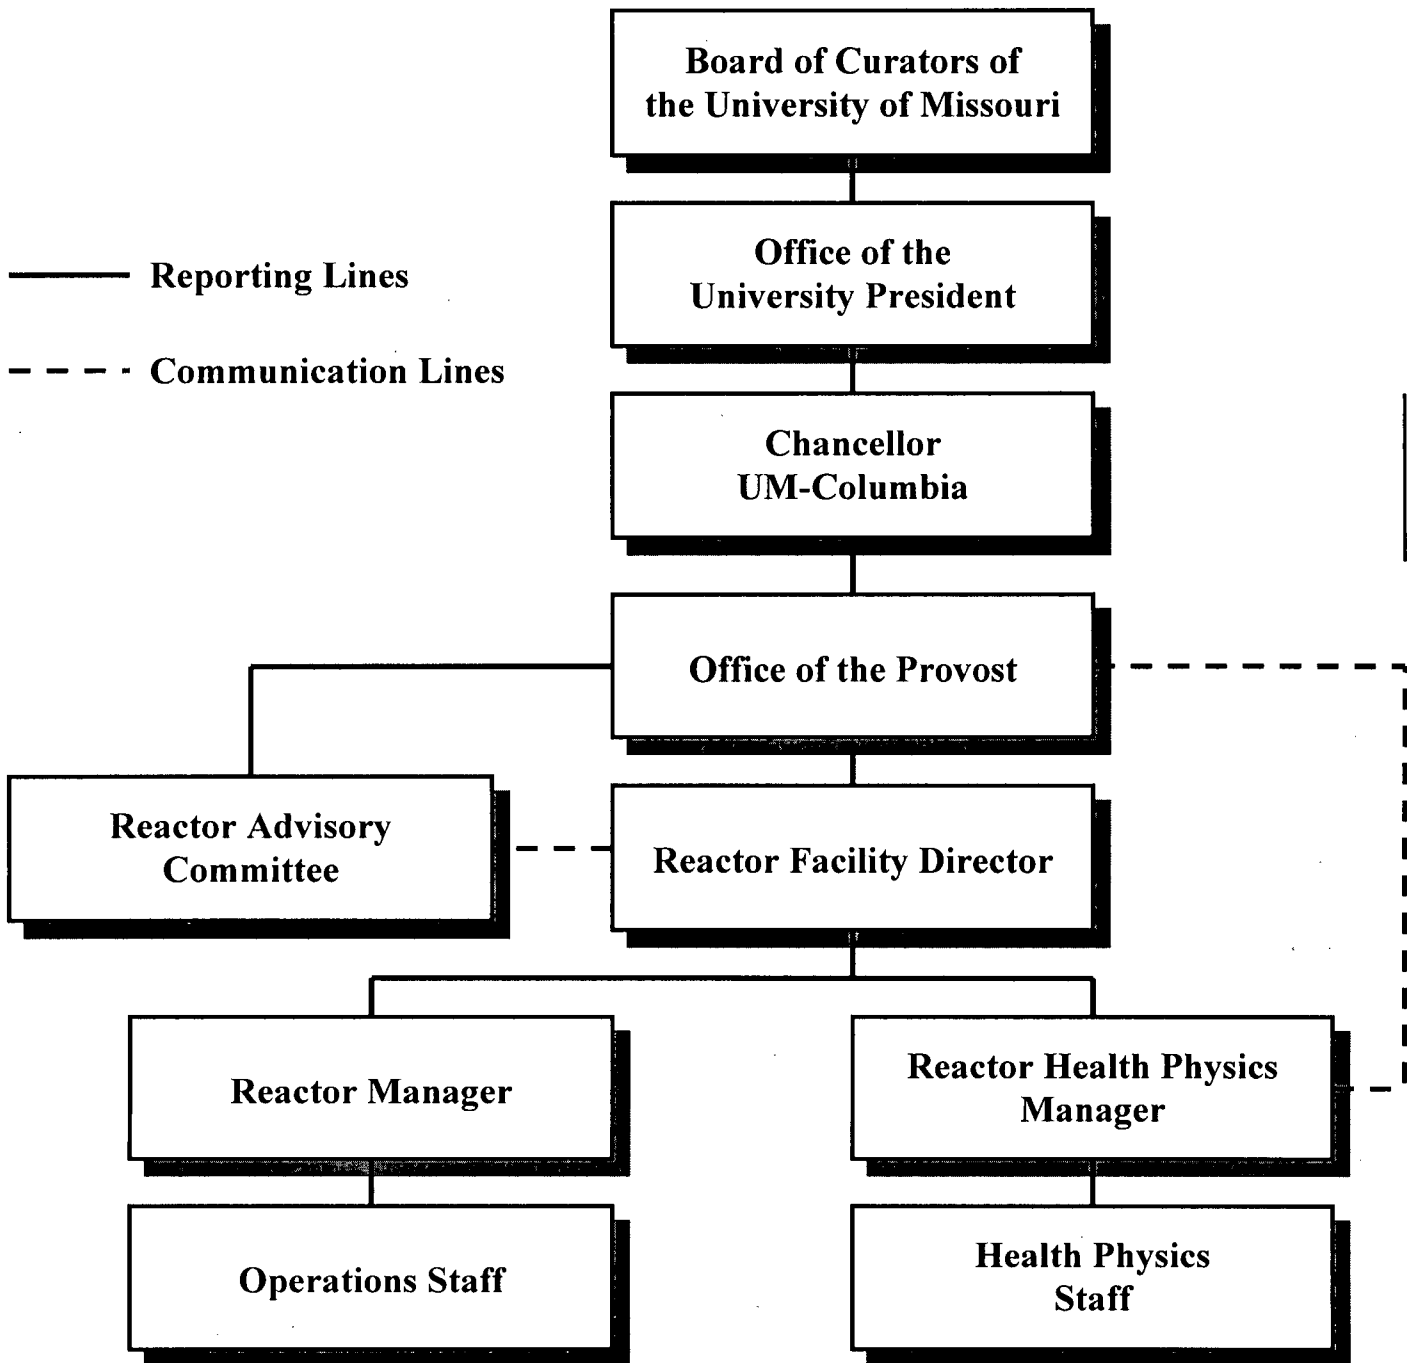 Board of Curators of
the University of Missouri
Office of the
University President
Reporting Lines
Communication Lines
Chancellor
UM-Columbia
Office of the Provost
Reactor Advisory
Committee
Reactor Facility Director
Reactor Manager
Reactor Health Physics
Manager
Operations Staff
Health Physics
Staff